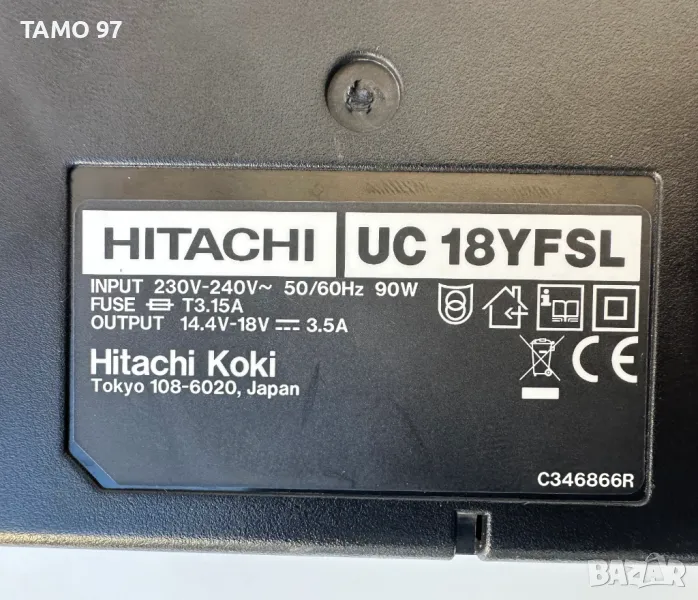 TAMO 97
HITACHI UC 18YFSL
INPUT 230V-240V~ 50/60Hz 90W
FUSE T3.15A
OUTPUT 14.4V-18V ⎓ 3.5A
Hitachi Koki
Tokyo 108-6020, Japan
CE
C346866R
BAZAR